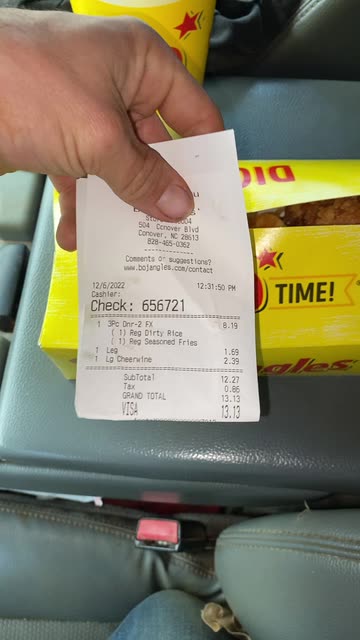 504 Conover Blvd
Conover, NC 28613
828-465-0362
Comments or suggestions?
www.bojangles.com/contact
12/6/2022 12:31:50 PM
Cashier:
Check: 656721
1 3Pc Dnr-2 FX 8.19
( 1) Reg Dirty Rice
( 1) Reg Seasoned Fries
1 Leg 1.69
1 Lg Cheerwine 2.39
SubTotal 12.27
Tax 0.86
GRAND TOTAL 13.13
VISA 13.13
TIME!